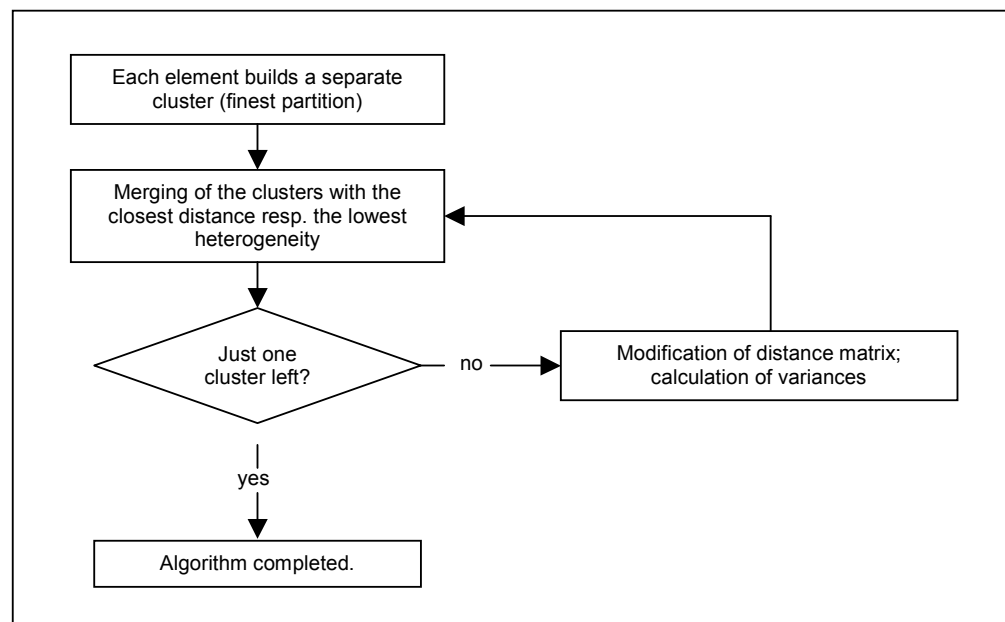 Each element builds a separate
cluster (finest partition)
Merging of the clusters with the
closest distance resp. the lowest
heterogeneity
Just one
cluster left?
no
Modification of distance matrix;
calculation of variances
yes
Algorithm completed.